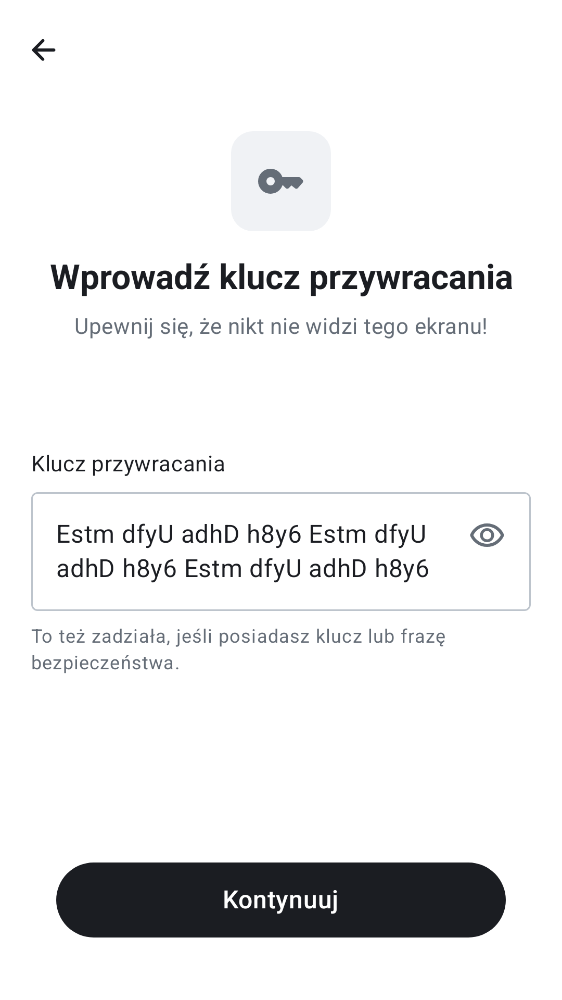 Wprowadź klucz przywracania
Upewnij się, że nikt nie widzi tego ekranu!
Klucz przywracania
Estm dfyU adhD h8y6 Estm dfyU
adhD h8y6 Estm dfyU adhD h8y6
To też zadziała, jeśli posiadasz klucz lub frazę
bezpieczeństwa.
Kontynuuj